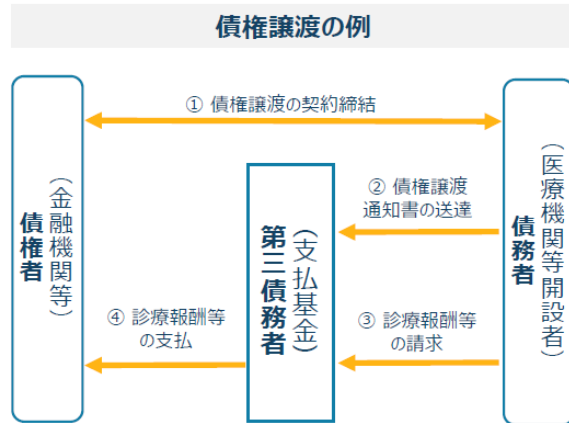 債権譲渡の例
① 債権譲渡の契約締結
債権者
（金融機関等）
② 債権譲渡
通知書の送達
第三債務者
（支払基金）
債務者
（医療機関等開設者）
③ 診療報酬等
の請求
④ 診療報酬等
の支払